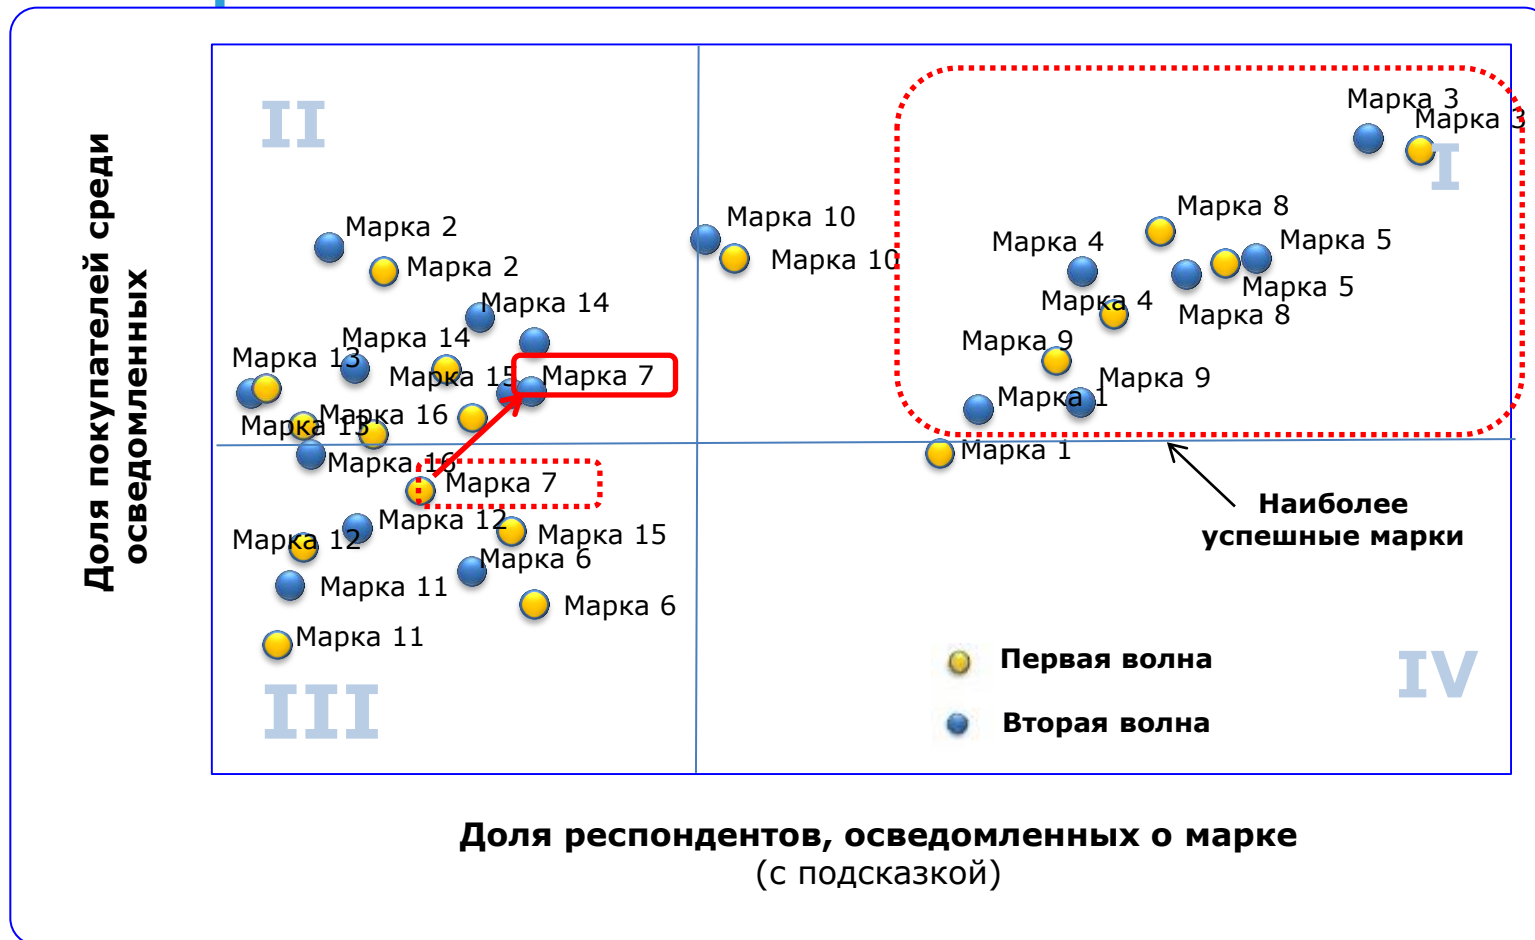 Доля покупателей среди
осведомленных
II
I
Марка 3
Марка 3
Марка 8
Марка 2
Марка 10
Марка 4
Марка 5
Марка 2
Марка 10
Марка 5
Марка 14
Марка 4
Марка 8
Марка 14
Марка 9
Марка 13
Марка 15
Марка 7
Марка 9
Марка 1
Марка 16
Марка 13
Марка 1
Марка 16
Марка 7
Наиболее
успешные марки
Марка 12
Марка 15
Марка 12
Марка 6
Марка 11
Марка 6
Марка 11
Первая волна
Вторая волна
III
IV
Доля респондентов, осведомленных о марке
(с подсказкой)